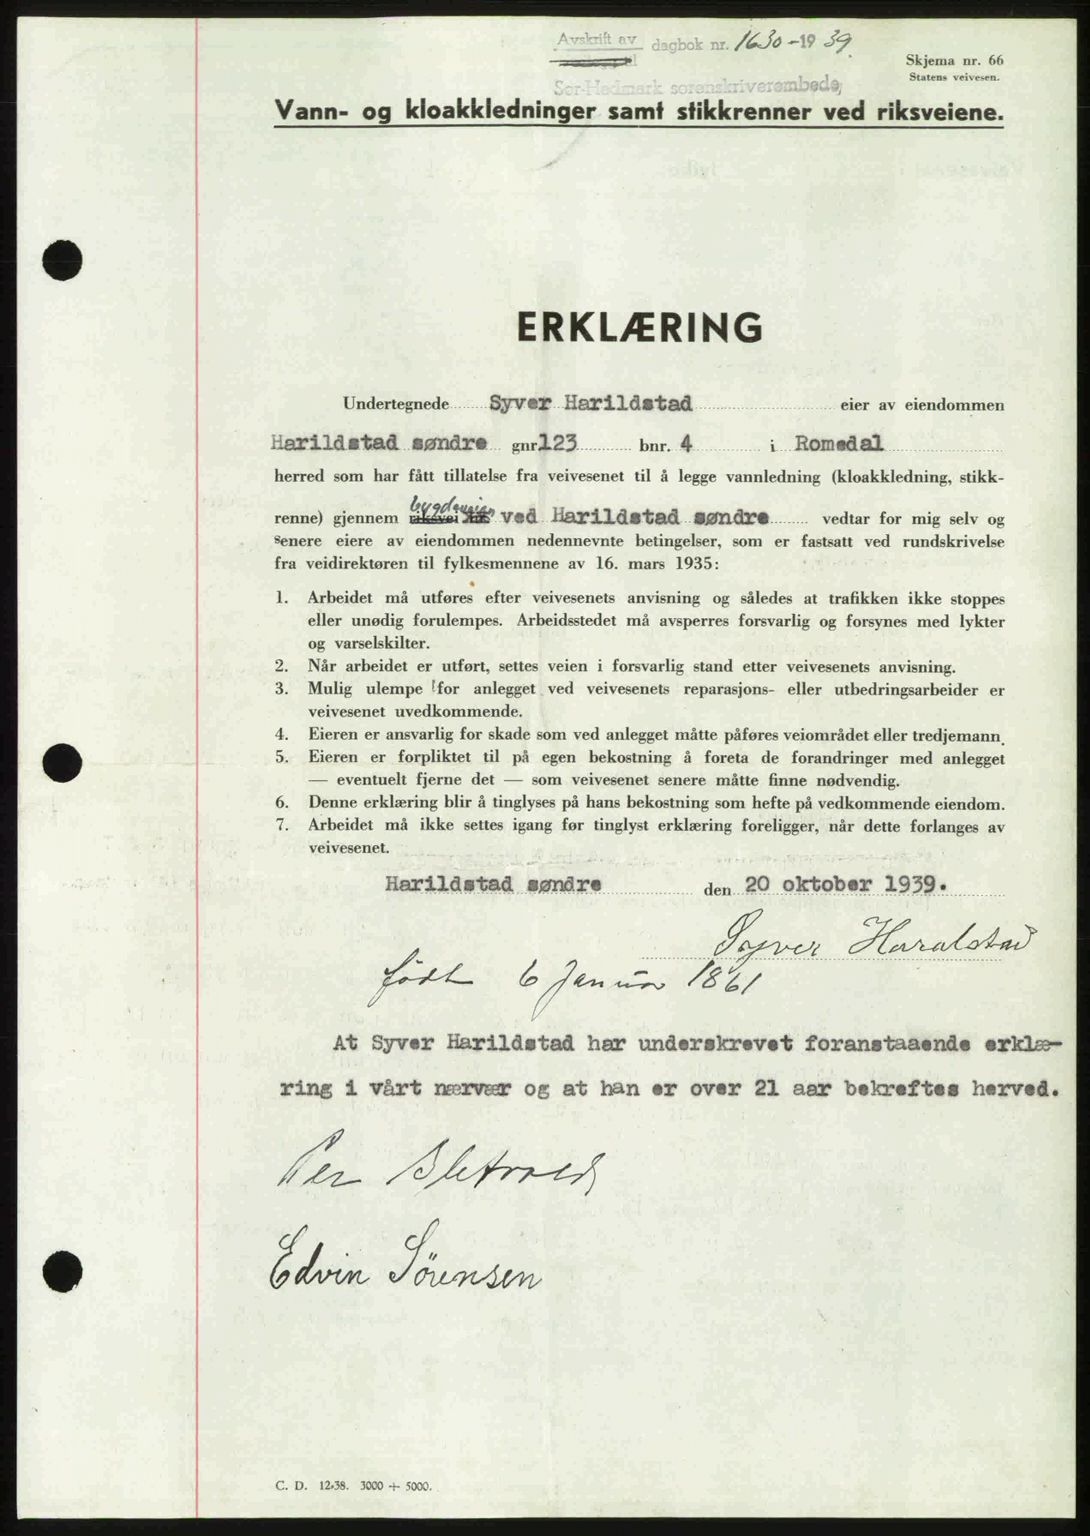 Avskrift av dagbok nr. 1630-1939
Sør-Hedmark sorenskriverembede,
Skjema nr. 66
Statens veivesen.
Vann- og kloakkledninger samt stikkrenner ved riksveiene.
ERKLÆRING
Undertegnede Syver Harildstad eier av eiendommen
Harildstad søndre gnr. 123 bnr. 4 i Romedal
herred som har fått tillatelse fra veivesenet til å legge vannledning (kloakkledning, stikk-
bygdeveien
renne) gjennem ved Harildstad søndre vedtar for mig selv og
senere eiere av eiendommen nedennevnte betingelser, som er fastsatt ved rundskrivelse
fra veidirektøren til fylkesmennene av 16. mars 1935:
1. Arbeidet må utføres efter veivesenets anvisning og således at trafikken ikke stoppes
eller unødig forulempes. Arbeidsstedet må avsperres forsvarlig og forsynes med lykter
og varselskilter.
2. Når arbeidet er utført, settes veien i forsvarlig stand etter veivesenets anvisning.
3. Mulig ulempe for anlegget ved veivesenets reparasjons- eller utbedringsarbeider er
veivesenet uvedkommende.
4. Eieren er ansvarlig for skade som ved anlegget måtte påføres veiområdet eller tredjemann.
5. Eieren er forpliktet til på egen bekostning å foreta de forandringer med anlegget
— eventuelt fjerne det — som veivesenet senere måtte finne nødvendig.
6. Denne erklæring blir å tinglyses på hans bekostning som hefte på vedkommende eiendom.
7. Arbeidet må ikke settes igang før tinglyst erklæring foreligger, når dette forlanges av
veivesenet.
Harildstad søndre den 20 oktober 1939.
Syver Haralstad
født 6 Januar 1861
At Syver Harildstad har underskrevet foranstaaende erklæ-
ring i vårt nærvær og at han er over 21 aar bekreftes herved.
Per
Edvin Sørensen
C. D. 12-38. 3000 + 5000.